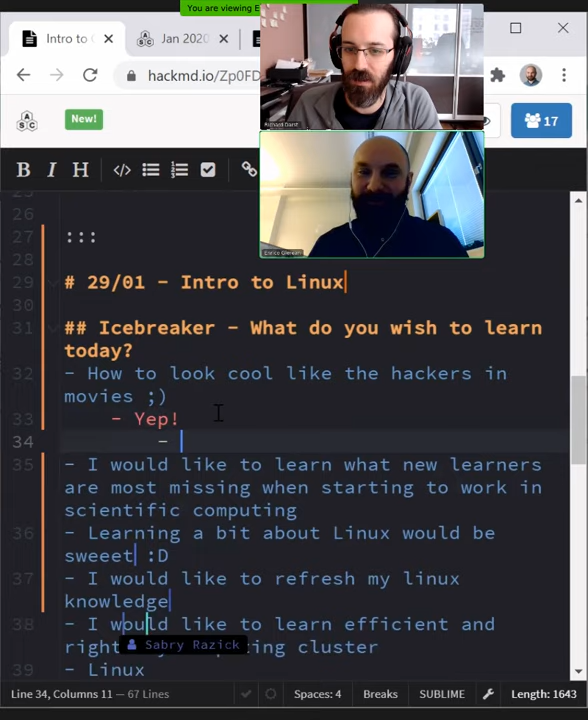 You are viewing E
Intro to
Jan 2020
hackmd.io/Zp0FD
New!
17
B I H </>
Richard Darst
Enrico Glerean
26
27 :::
28
29 # 29/01 - Intro to Linux
30
31 ## Icebreaker - What do you wish to learn
today?
32 - How to look cool like the hackers in
movies ;)
33 - Yep!
34 -
35 - I would like to learn what new learners
are most missing when starting to work in
scientific computing
36 - Learning a bit about Linux would be
sweeet :D
37 - I would like to refresh my linux
knowledge
38 - I would like to learn efficient and
Sabry Razick
right cluster
39 - Linux
Line 34, Columns 11 — 67 Lines Spaces: 4 Breaks SUBLIME Length: 1643